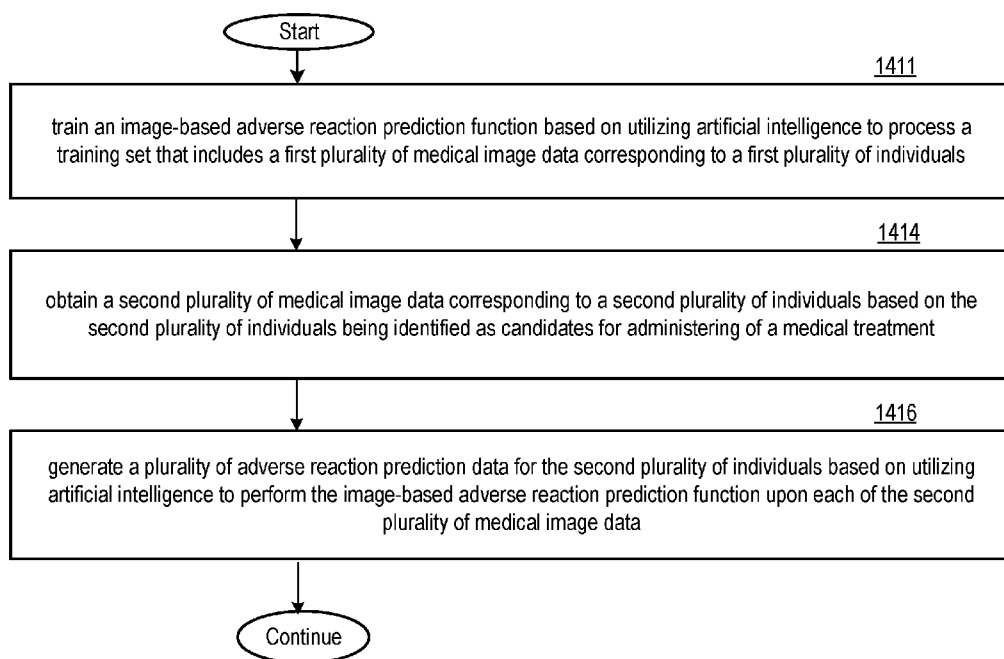 Start
1411
train an image-based adverse reaction prediction function based on utilizing artificial intelligence to process a
training set that includes a first plurality of medical image data corresponding to a first plurality of individuals
1414
obtain a second plurality of medical image data corresponding to a second plurality of individuals based on the
second plurality of individuals being identified as candidates for administering of a medical treatment
1416
generate a plurality of adverse reaction prediction data for the second plurality of individuals based on utilizing
artificial intelligence to perform the image-based adverse reaction prediction function upon each of the second
plurality of medical image data
Continue